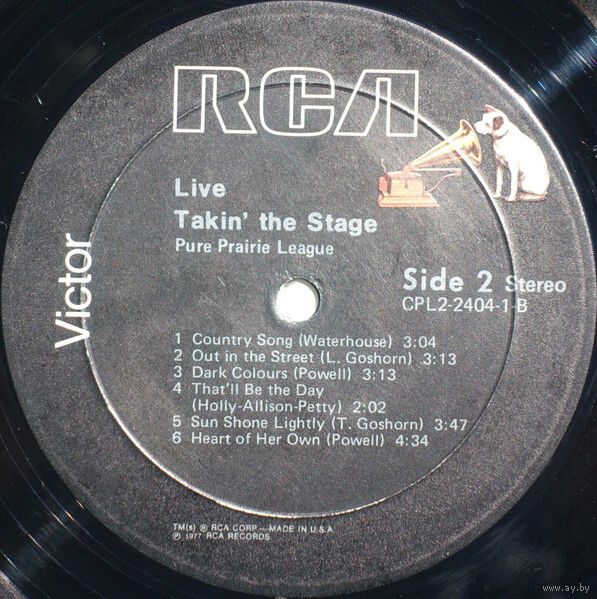 RCA
Live
Takin' the Stage
Pure Prairie League
Victor
Side 2 Stereo
CPL2-2404-1-B
1 Country Song (Waterhouse) 3:04
2 Out in the Street (L. Goshorn) 3:13
3 Dark Colours (Powell) 3:13
4 That'll Be the Day
(Holly-Allison-Petty) 2:02
5 Sun Shone Lightly (T. Goshorn) 3:47
6 Heart of Her Own (Powell) 4:34
TM(s) ® RCA CORP—MADE IN U.S.A.
℗ 1977 RCA RECORDS
www.ay.by